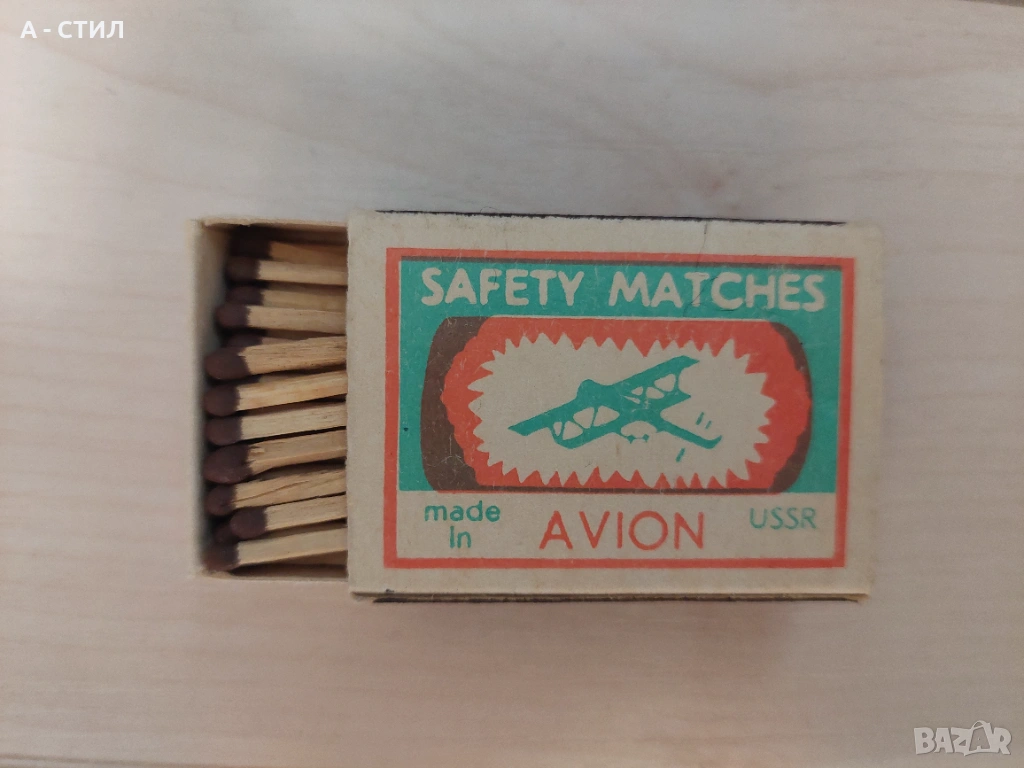 А-СТИЛ
SAFETY MATCHES
made
In
AVION
USSR
BAZAR